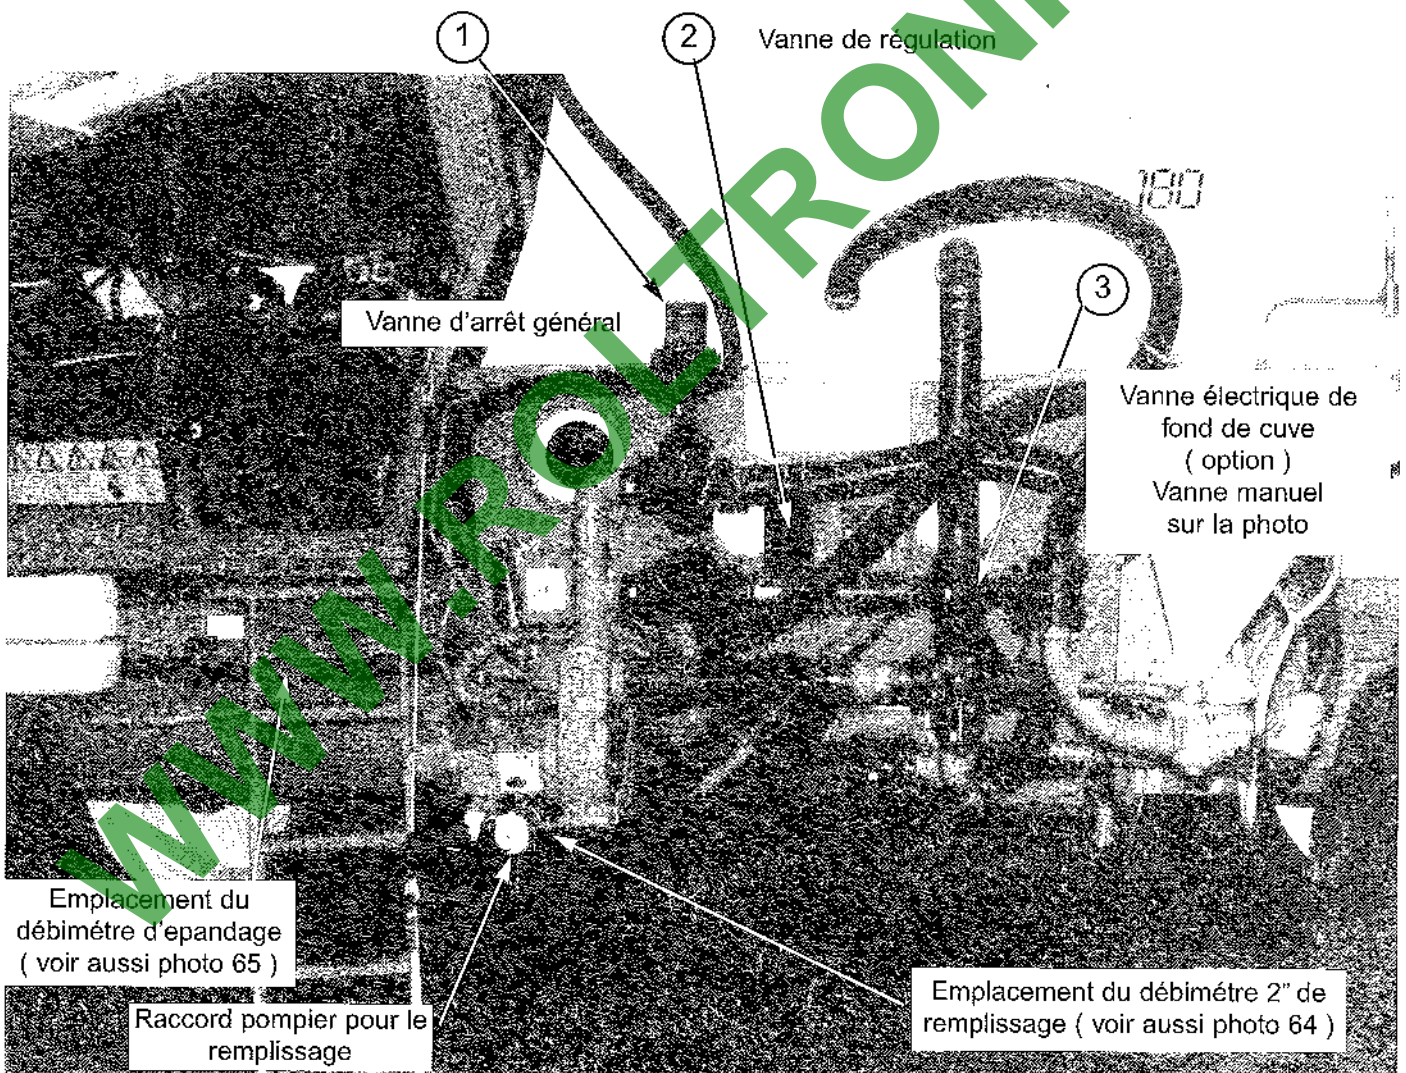 1
2
Vanne de régulation
180
Vanne d'arrêt général
3
Vanne électrique de
fond de cuve
( option )
Vanne manuel
sur la photo
Emplacement du
débimétre d'epandage
( voir aussi photo 65 )
Raccord pompier pour le
remplissage
Emplacement du débimétre 2" de
remplissage ( voir aussi photo 64 )
WWW.ROLTRONI